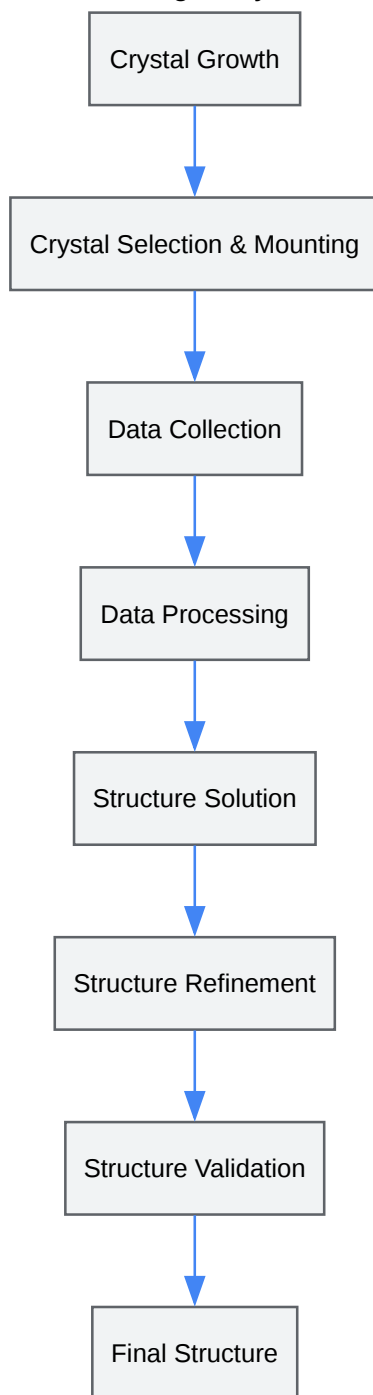 Crystal Growth
Crystal Selection & Mounting
Data Collection
Data Processing
Structure Solution
Structure Refinement
Structure Validation
Final Structure